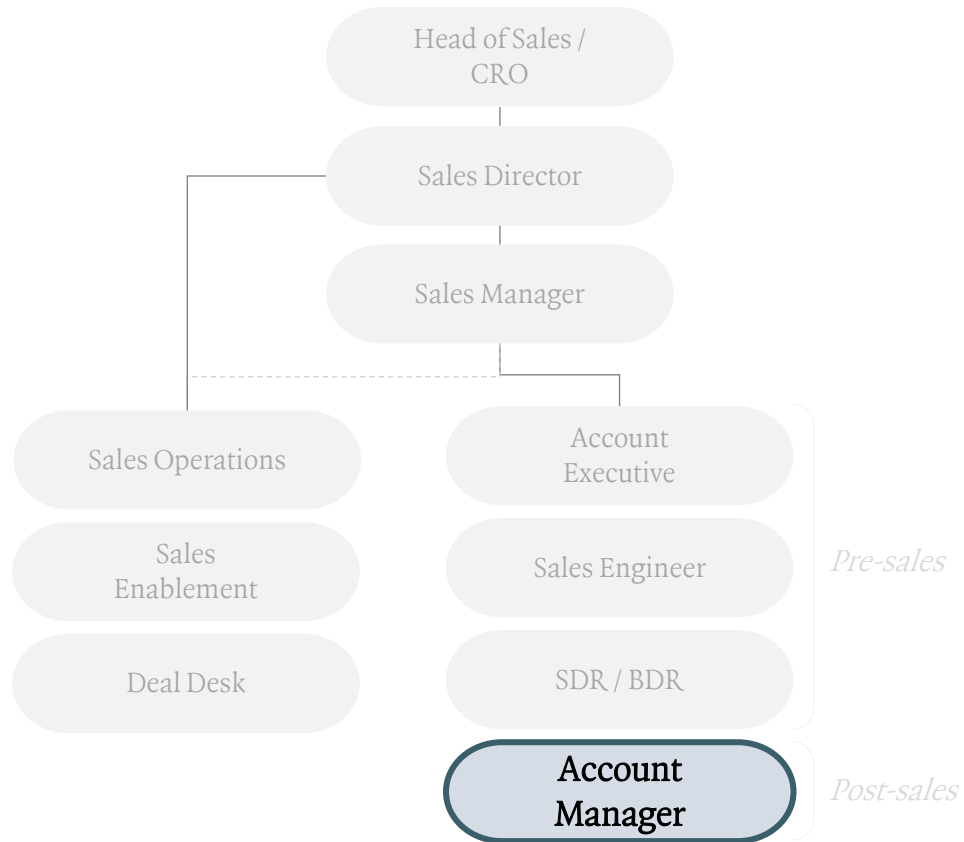 Head of Sales /
CRO
Sales Director
Sales Manager
Sales Operations
Account
Executive
Sales
Enablement
Sales Engineer
Pre-sales
Deal Desk
SDR / BDR
Account
Manager
Post-sales